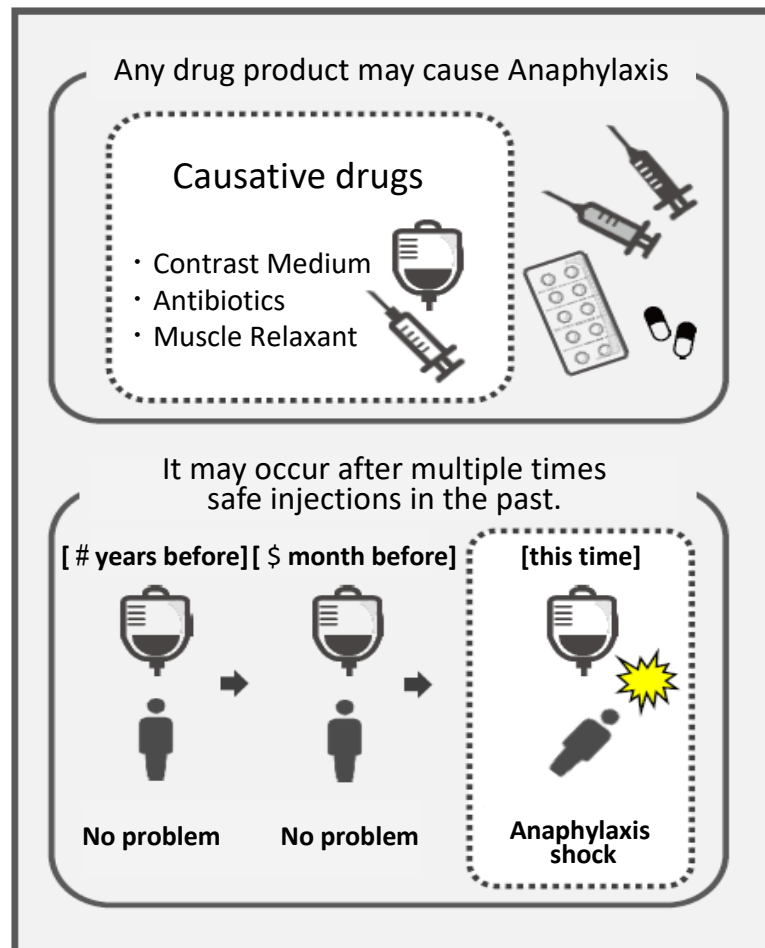 Any drug product may cause Anaphylaxis
Causative drugs
・Contrast Medium
・Antibiotics
・Muscle Relaxant
It may occur after multiple times
safe injections in the past.
[ # years before] [ $ month before] [this time]
No problem No problem Anaphylaxis
shock